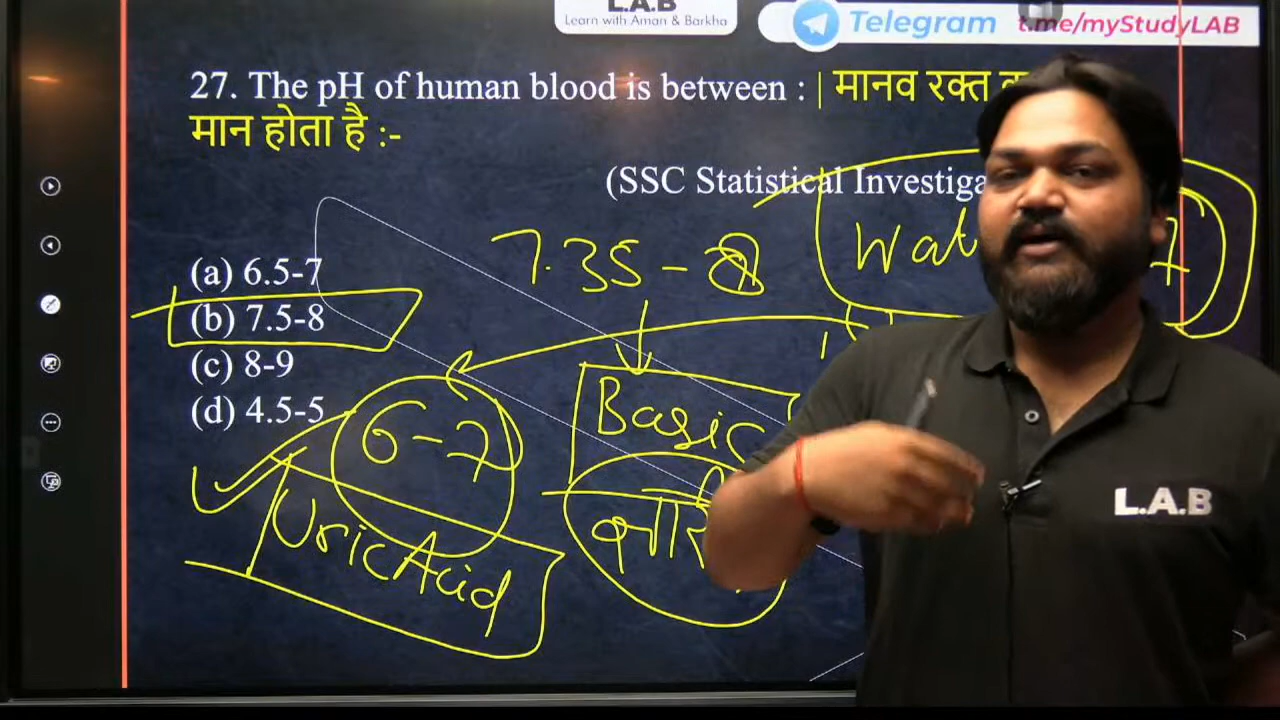 L.A.B
Learn with Aman & Barkha
Telegram t.me/myStudyLAB
27. The pH of human blood is between : | मानव रक्त
मान होता है :-
(SSC Statistical Investiga
7.35 - 8
Wat 7
(a) 6.5-7
(b) 7.5-8
(c) 8-9
(d) 4.5-5
6-7
Basic
क्षारी
Uric Acid
L.A.B